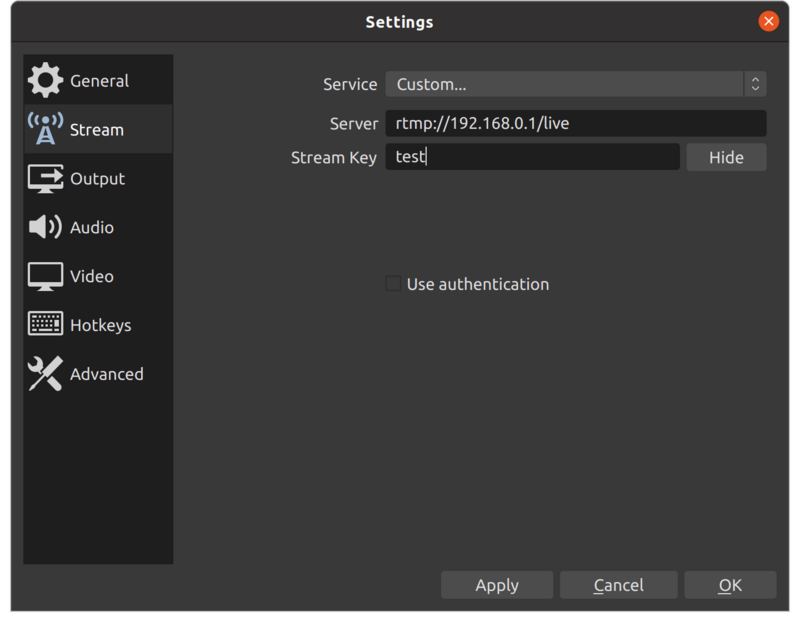 Settings
General
Stream
Output
Audio
Video
Hotkeys
Advanced
Service Custom...
Server rtmp://192.168.0.1/live
Stream Key test Hide
Use authentication
Apply Cancel OK